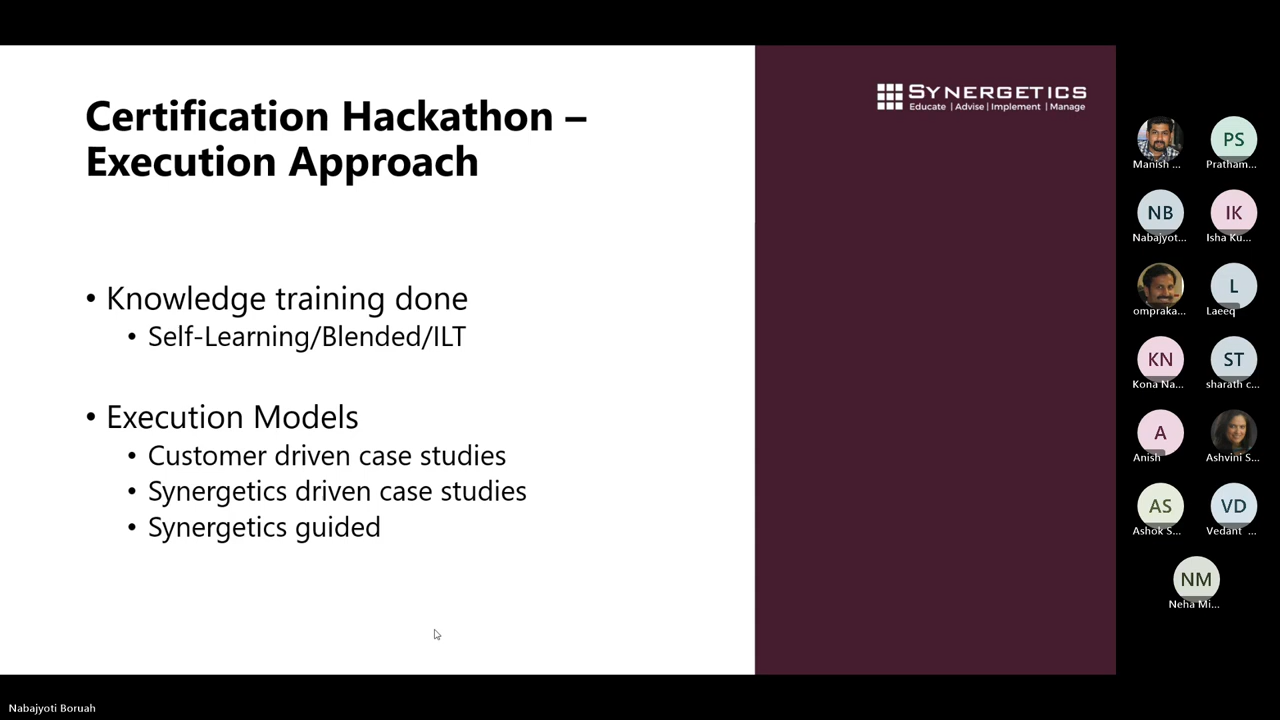 Certification Hackathon –
Execution Approach
• Knowledge training done
• Self-Learning/Blended/ILT
• Execution Models
• Customer driven case studies
• Synergetics driven case studies
• Synergetics guided
SYNERGETICS
Educate | Advise | Implement | Manage
Manish ...
PS
Pratham...
NB
Nabajyot...
IK
Isha Ku...
ompraka...
L
Laeeq
KN
Kona Na...
ST
sharath c...
A
Anish
Ashvini S...
AS
Ashok S...
VD
Vedant ...
NM
Neha Mi...
Nabajyoti Boruah